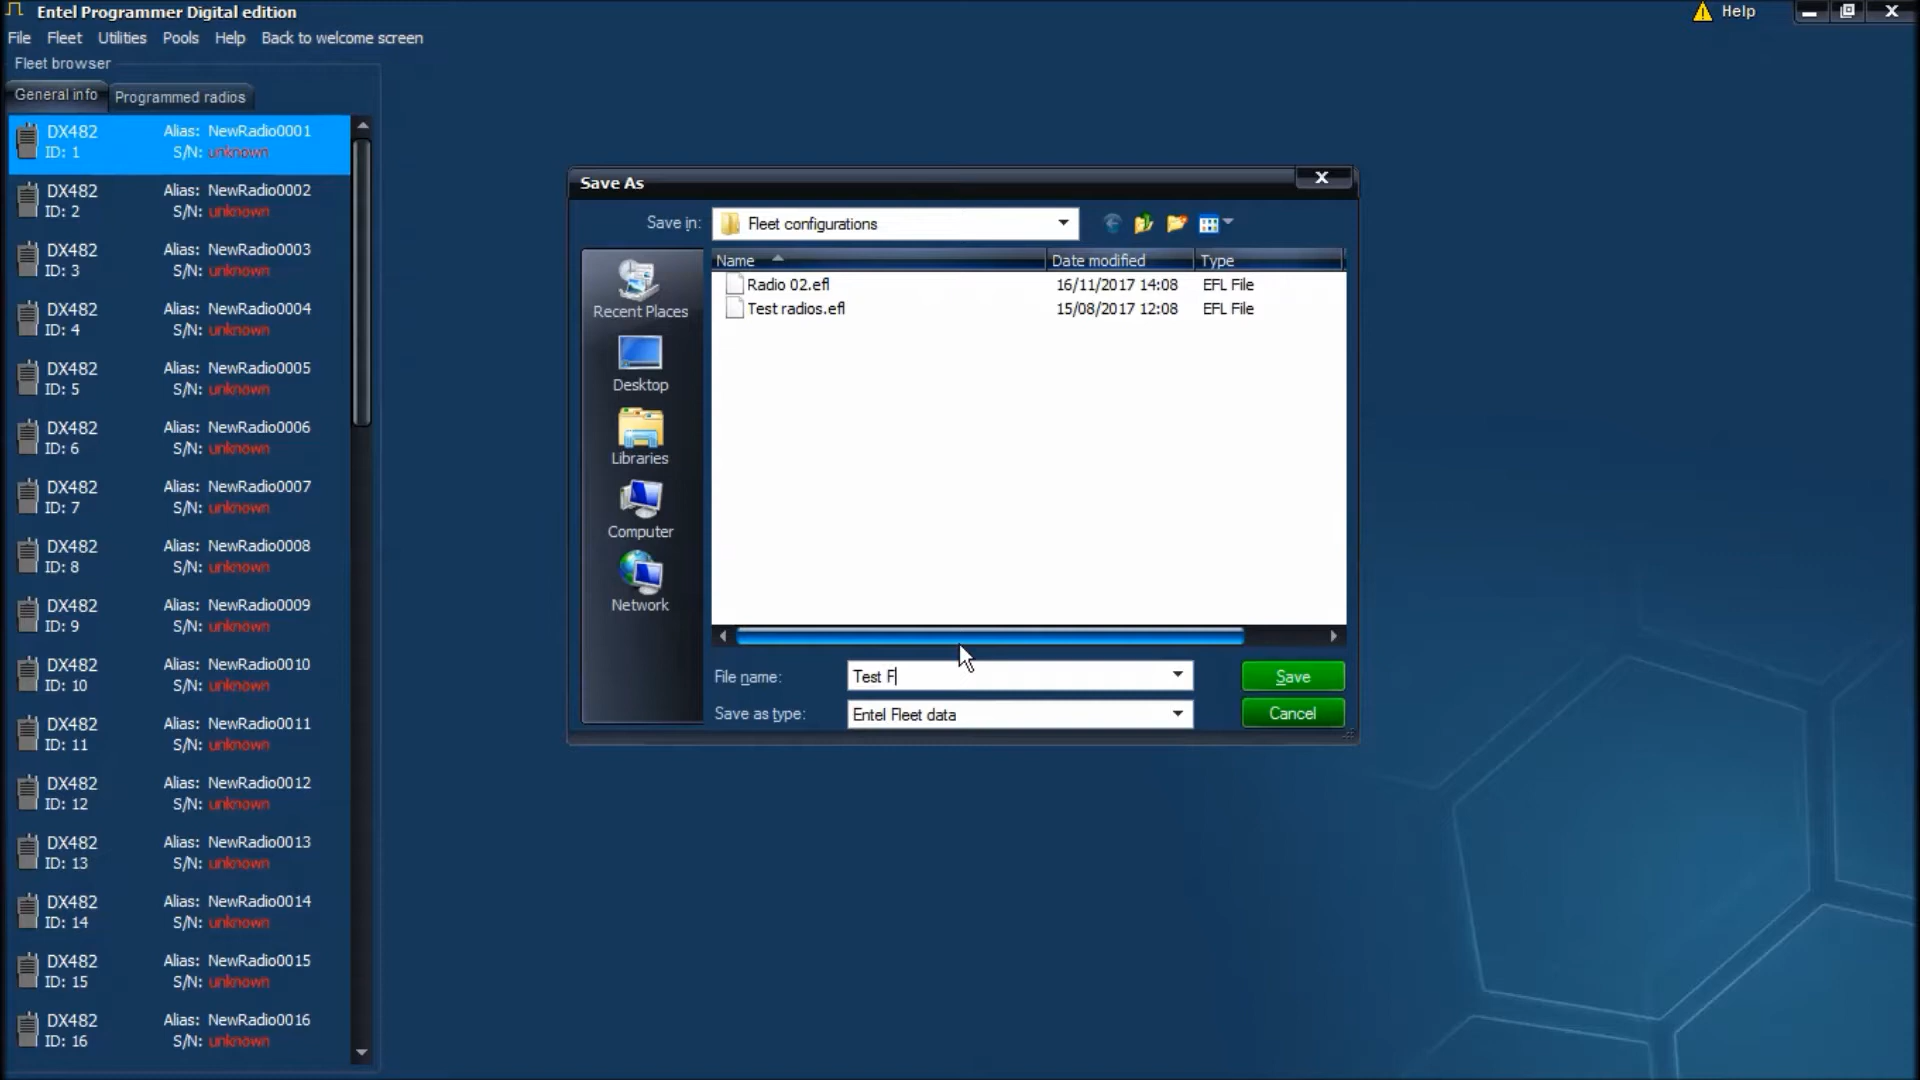 Entel Programmer Digital edition
Help
File Fleet Utilities Pools Help Back to welcome screen
Fleet browser
General info Programmed radios
DX482 Alias: NewRadio0001
ID: 1 S/N: unknown
DX482 Alias: NewRadio0002
ID: 2 S/N: unknown
DX482 Alias: NewRadio0003
ID: 3 S/N: unknown
DX482 Alias: NewRadio0004
ID: 4 S/N: unknown
DX482 Alias: NewRadio0005
ID: 5 S/N: unknown
DX482 Alias: NewRadio0006
ID: 6 S/N: unknown
DX482 Alias: NewRadio0007
ID: 7 S/N: unknown
DX482 Alias: NewRadio0008
ID: 8 S/N: unknown
DX482 Alias: NewRadio0009
ID: 9 S/N: unknown
DX482 Alias: NewRadio0010
ID: 10 S/N: unknown
DX482 Alias: NewRadio0011
ID: 11 S/N: unknown
DX482 Alias: NewRadio0012
ID: 12 S/N: unknown
DX482 Alias: NewRadio0013
ID: 13 S/N: unknown
DX482 Alias: NewRadio0014
ID: 14 S/N: unknown
DX482 Alias: NewRadio0015
ID: 15 S/N: unknown
DX482 Alias: NewRadio0016
ID: 16 S/N: unknown
Save As
Save in: Fleet configurations
Recent Places
Desktop
Libraries
Computer
Network
Name Date modified Type
Radio 02.efl 16/11/2017 14:08 EFL File
Test radios.efl 15/08/2017 12:08 EFL File
File name: Test F Save
Save as type: Entel Fleet data Cancel